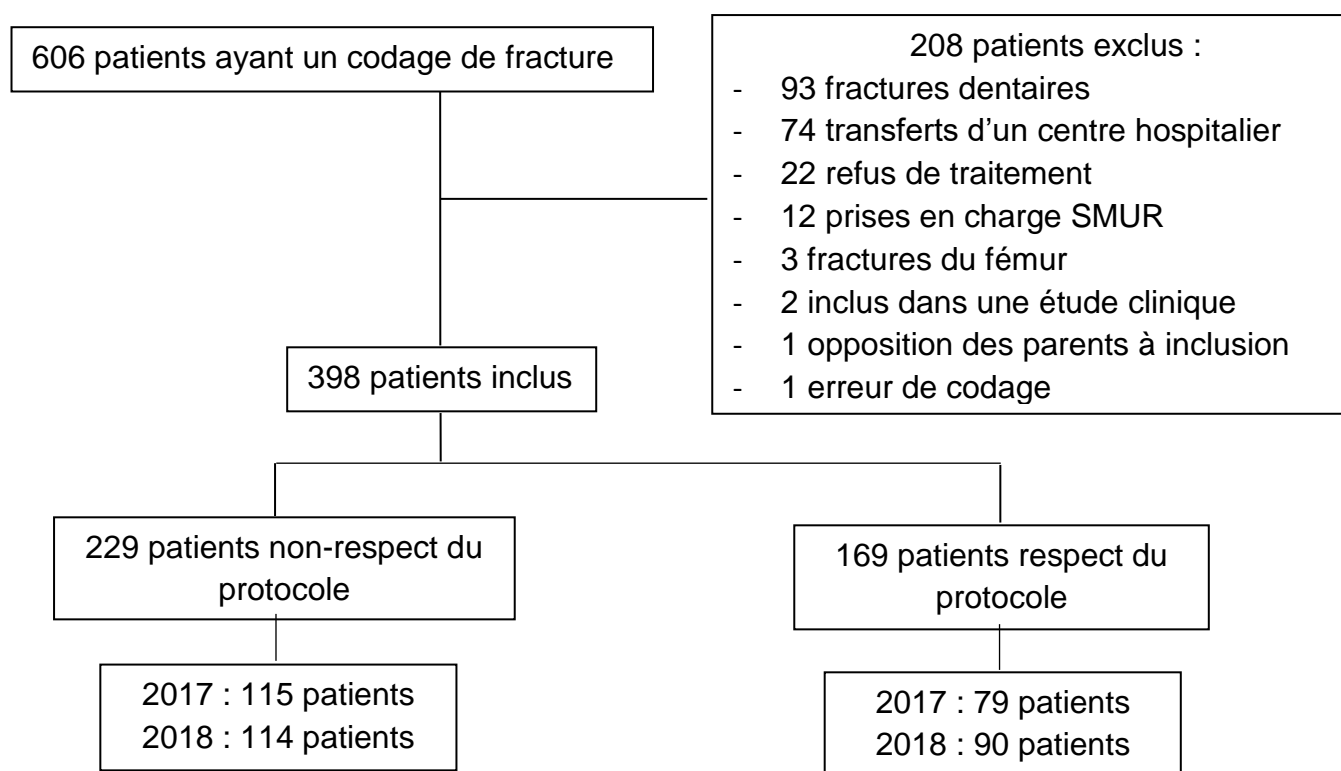 606 patients ayant un codage de fracture
208 patients exclus :
- 93 fractures dentaires
- 74 transferts d’un centre hospitalier
- 22 refus de traitement
- 12 prises en charge SMUR
- 3 fractures du fémur
- 2 inclus dans une étude clinique
- 1 opposition des parents à inclusion
- 1 erreur de codage
398 patients inclus
229 patients non-respect du
protocole
169 patients respect du
protocole
2017 : 115 patients
2018 : 114 patients
2017 : 79 patients
2018 : 90 patients